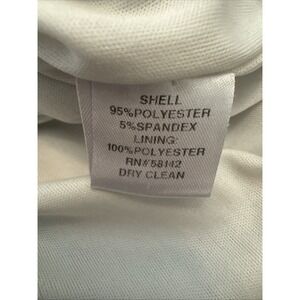 SHELL
95%POLYESTER
5%SPANDEX
LINING:
100%POLYESTER
RN#58142
DRY CLEAN